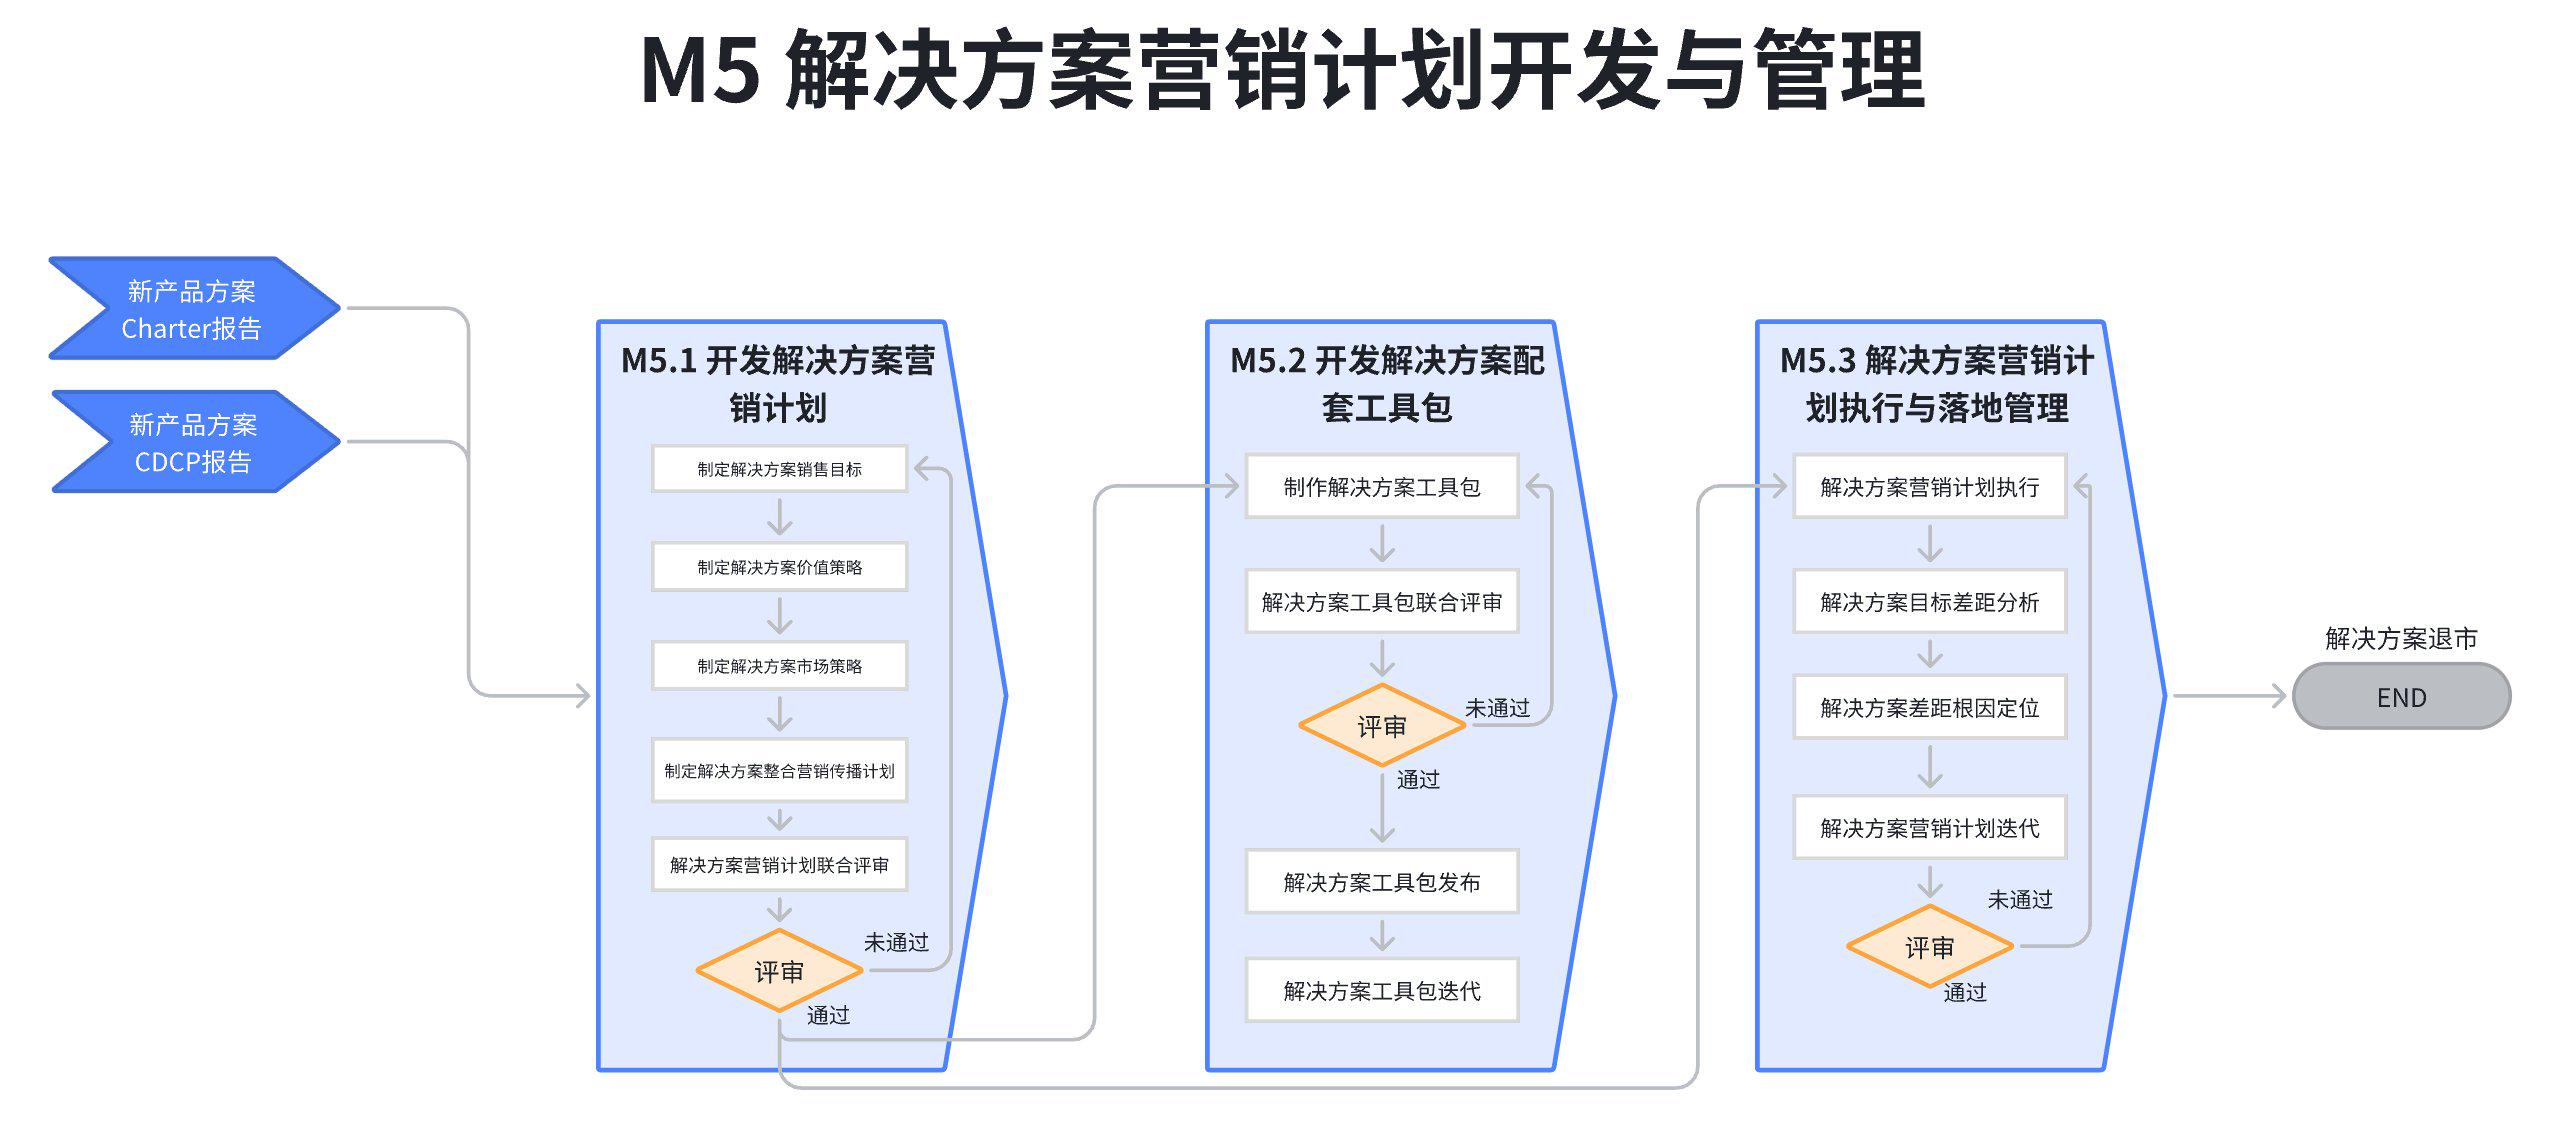 M5 解决方案营销计划开发与管理
新产品方案
Charter报告
新产品方案
CDCP报告
M5.1 开发解决方案营
销计划
制定解决方案销售目标
制定解决方案价值策略
制定解决方案市场策略
制定解决方案整合营销传播计划
解决方案营销计划联合评审
评审
未通过
通过
M5.2 开发解决方案配
套工具包
制作解决方案工具包
解决方案工具包联合评审
评审
未通过
通过
解决方案工具包发布
解决方案工具包迭代
M5.3 解决方案营销计
划执行与落地管理
解决方案营销计划执行
解决方案目标差距分析
解决方案差距根因定位
解决方案营销计划迭代
未通过
评审
通过
解决方案退市
END